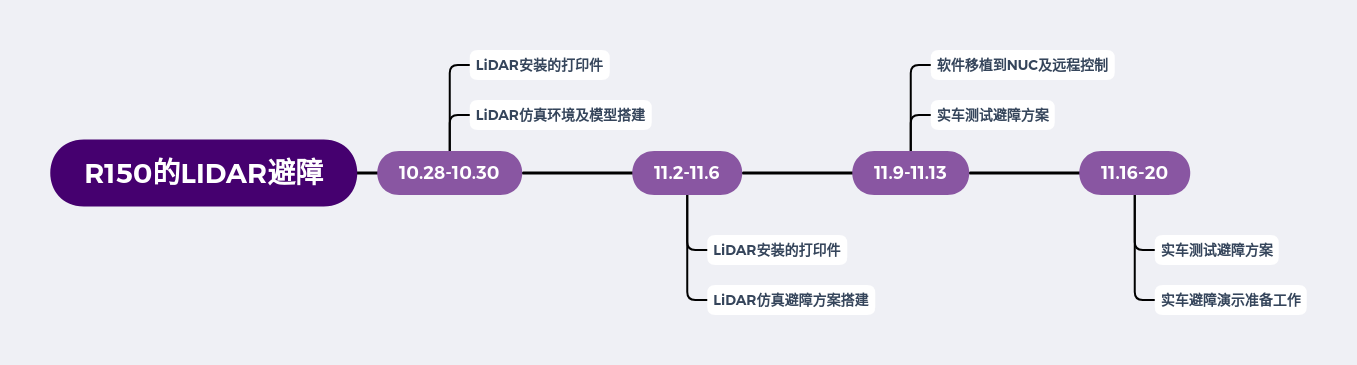 R150的LIDAR避障
10.28-10.30
LiDAR安装的打印件
LiDAR仿真环境及模型搭建
11.2-11.6
LiDAR安装的打印件
LiDAR仿真避障方案搭建
11.9-11.13
软件移植到NUC及远程控制
实车测试避障方案
11.16-20
实车测试避障方案
实车避障演示准备工作